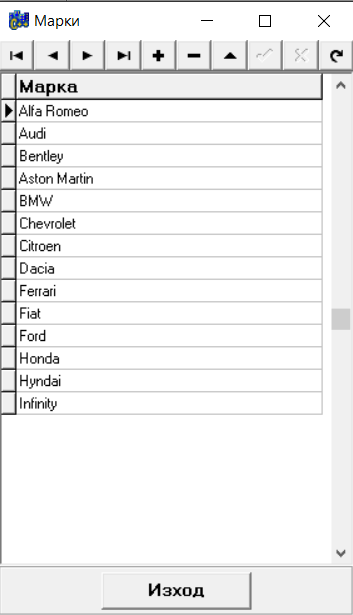 Марки
Марка
Alfa Romeo
Audi
Bentley
Aston Martin
BMW
Chevrolet
Citroen
Dacia
Ferrari
Fiat
Ford
Honda
Hyndai
Infinity
Изход